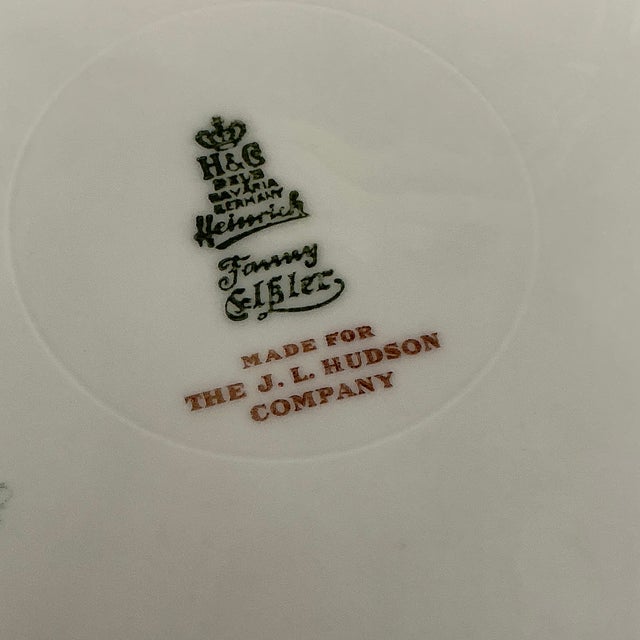 H&C
SELB
BAVARIA
GERMANY
Heinrich
Fanny
Elßler
MADE FOR
THE J. L. HUDSON
COMPANY